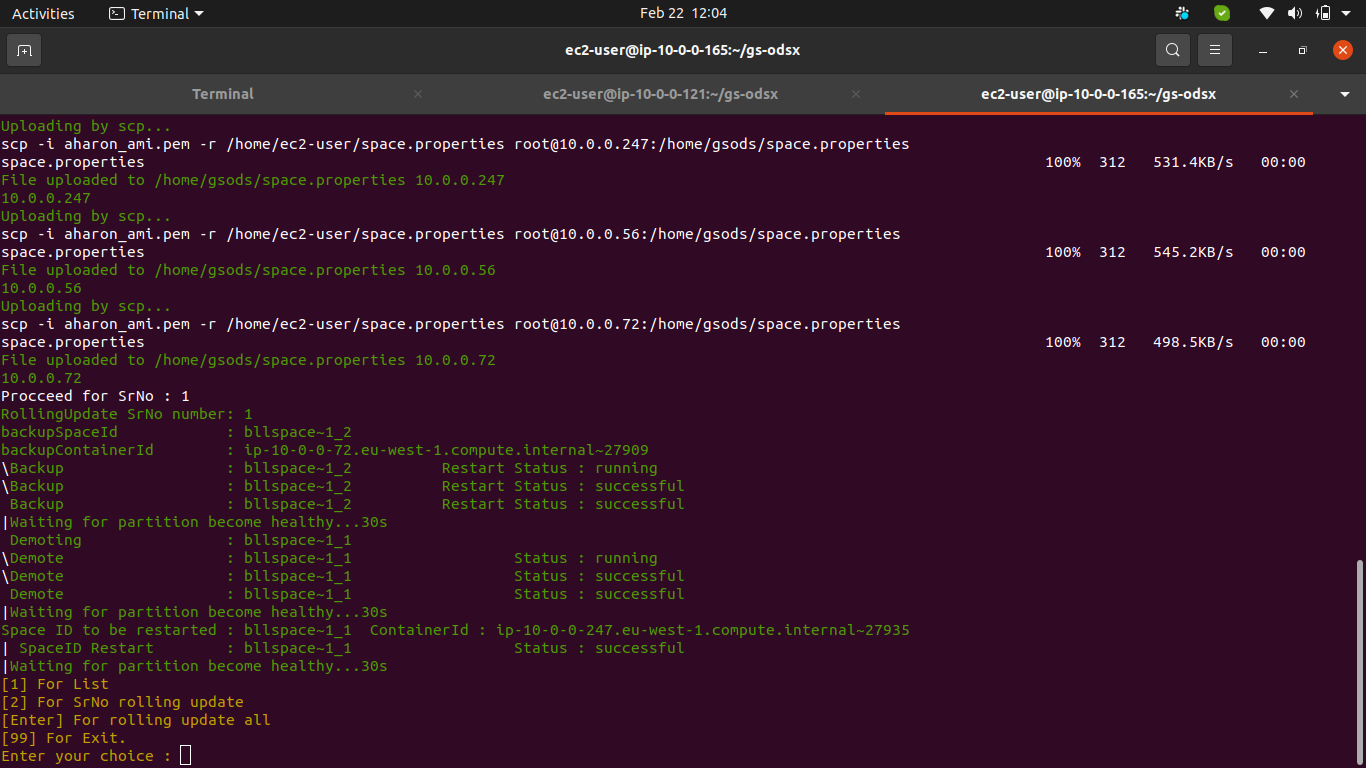 Activities
Terminal
Feb 22 12:04
ec2-user@ip-10-0-0-165:~/gs-odsx
Terminal
ec2-user@ip-10-0-0-121:~/gs-odsx
ec2-user@ip-10-0-0-165:~/gs-odsx
Uploading by scp...
scp -i aharon_ami.pem -r /home/ec2-user/space.properties root@10.0.0.247:/home/gsods/space.properties
space.properties 100% 312 531.4KB/s 00:00
File uploaded to /home/gsods/space.properties 10.0.0.247
10.0.0.247
Uploading by scp...
scp -i aharon_ami.pem -r /home/ec2-user/space.properties root@10.0.0.56:/home/gsods/space.properties
space.properties 100% 312 545.2KB/s 00:00
File uploaded to /home/gsods/space.properties 10.0.0.56
10.0.0.56
Uploading by scp...
scp -i aharon_ami.pem -r /home/ec2-user/space.properties root@10.0.0.72:/home/gsods/space.properties
space.properties 100% 312 498.5KB/s 00:00
File uploaded to /home/gsods/space.properties 10.0.0.72
10.0.0.72
Procceed for SrNo : 1
RollingUpdate SrNo number: 1
backupSpaceId : bllspace~1_2
backupContainerId : ip-10-0-0-72.eu-west-1.compute.internal~27909
\Backup : bllspace~1_2 Restart Status : running
\Backup : bllspace~1_2 Restart Status : successful
Backup : bllspace~1_2 Restart Status : successful
|Waiting for partition become healthy...30s
Demoting : bllspace~1_1
\Demote : bllspace~1_1 Status : running
\Demote : bllspace~1_1 Status : successful
Demote : bllspace~1_1 Status : successful
|Waiting for partition become healthy...30s
Space ID to be restarted : bllspace~1_1 ContainerId : ip-10-0-0-247.eu-west-1.compute.internal~27935
| SpaceID Restart : bllspace~1_1 Status : successful
|Waiting for partition become healthy...30s
[1] For List
[2] For SrNo rolling update
[Enter] For rolling update all
[99] For Exit.
Enter your choice :